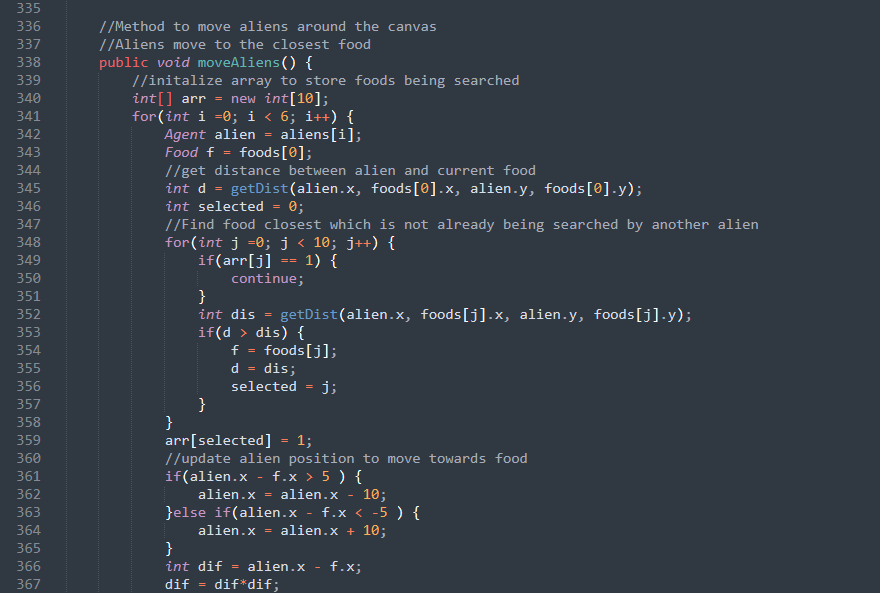 335
336 //Method to move aliens around the canvas
337 //Aliens move to the closest food
338 public void moveAliens() {
339 //initalize array to store foods being searched
340 int[] arr = new int[10];
341 for(int i =0; i < 6; i++) {
342 Agent alien = aliens[i];
343 Food f = foods[0];
344 //get distance between alien and current food
345 int d = getDist(alien.x, foods[0].x, alien.y, foods[0].y);
346 int selected = 0;
347 //Find food closest which is not already being searched by another alien
348 for(int j =0; j < 10; j++) {
349 if(arr[j] == 1) {
350 continue;
351 }
352 int dis = getDist(alien.x, foods[j].x, alien.y, foods[j].y);
353 if(d > dis) {
354 f = foods[j];
355 d = dis;
356 selected = j;
357 }
358 }
359 arr[selected] = 1;
360 //update alien position to move towards food
361 if(alien.x - f.x > 5 ) {
362 alien.x = alien.x - 10;
363 }else if(alien.x - f.x < -5 ) {
364 alien.x = alien.x + 10;
365 }
366 int dif = alien.x - f.x;
367 dif = dif*dif;